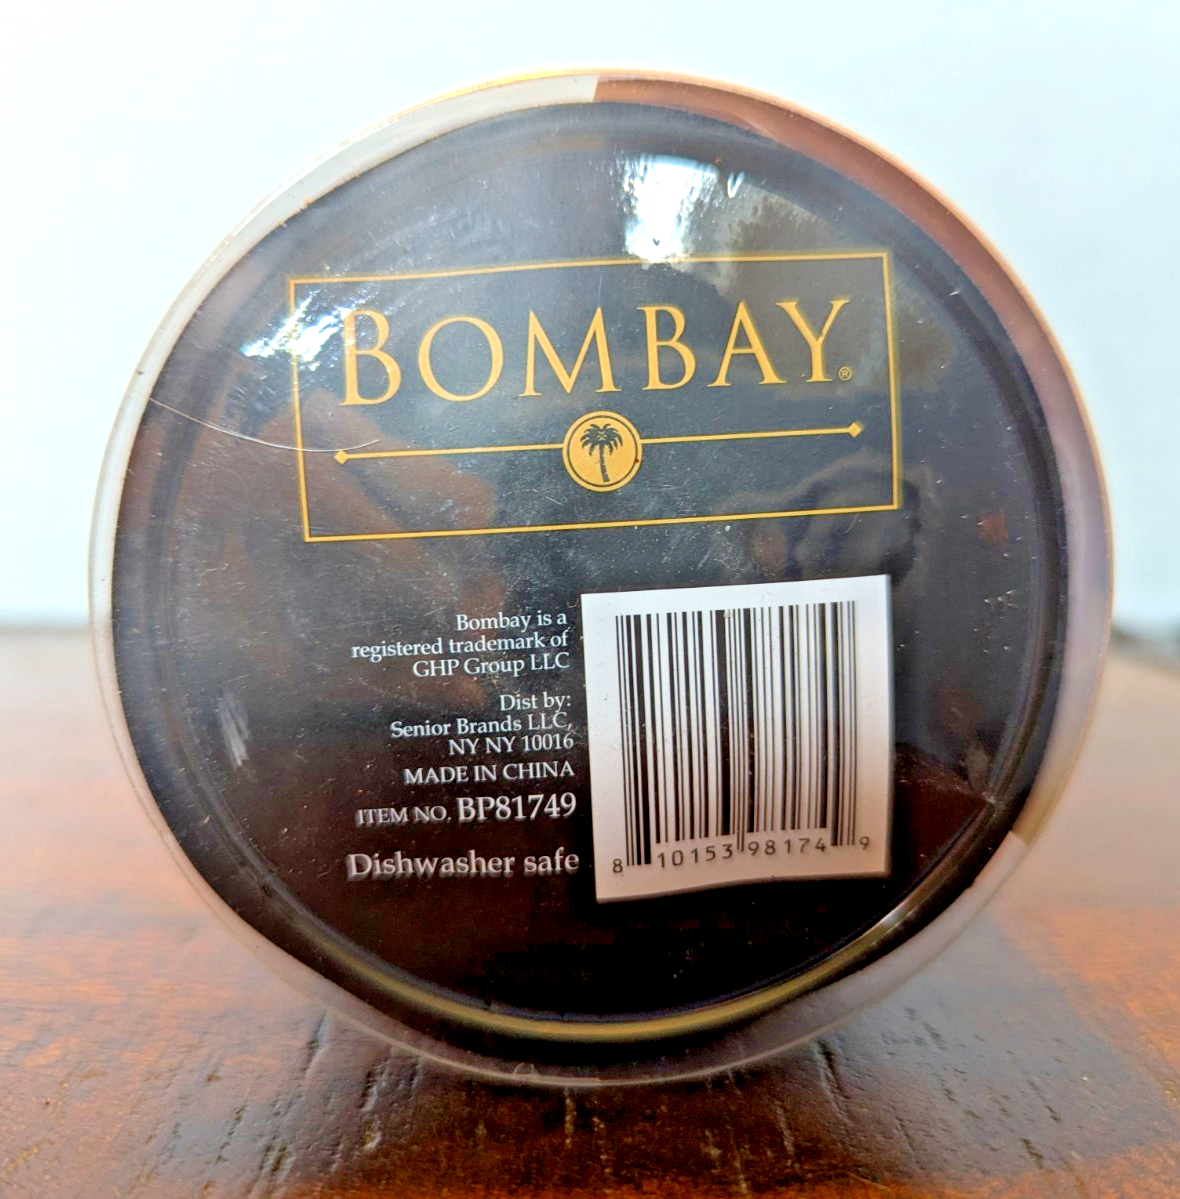 BOMBAY®
Bombay is a
registered trademark of
GHP Group LLC
Dist by:
Senior Brands LLC,
NY NY 10016
MADE IN CHINA
ITEM NO. BP81749
Dishwasher safe
8 10153 98174 9